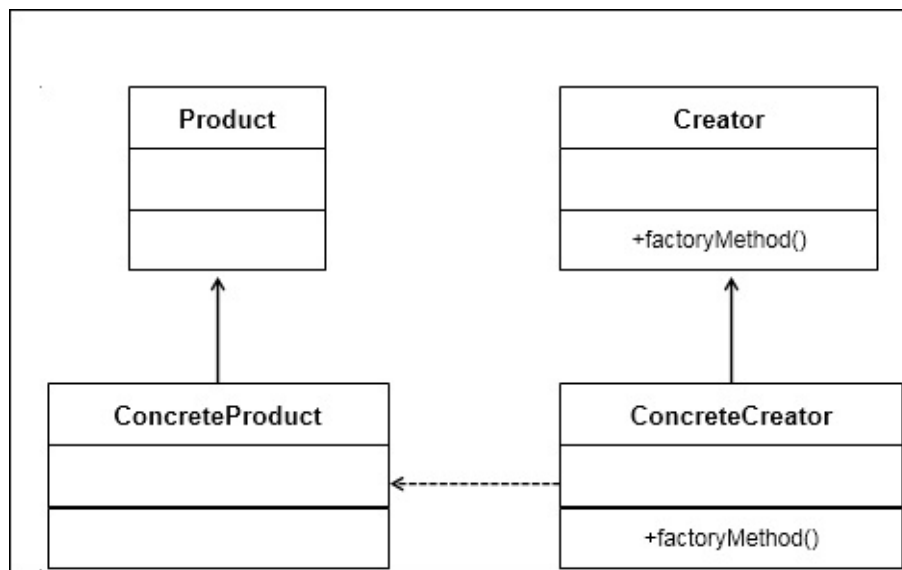 Product
Creator
+factoryMethod()
ConcreteProduct
ConcreteCreator
+factoryMethod()